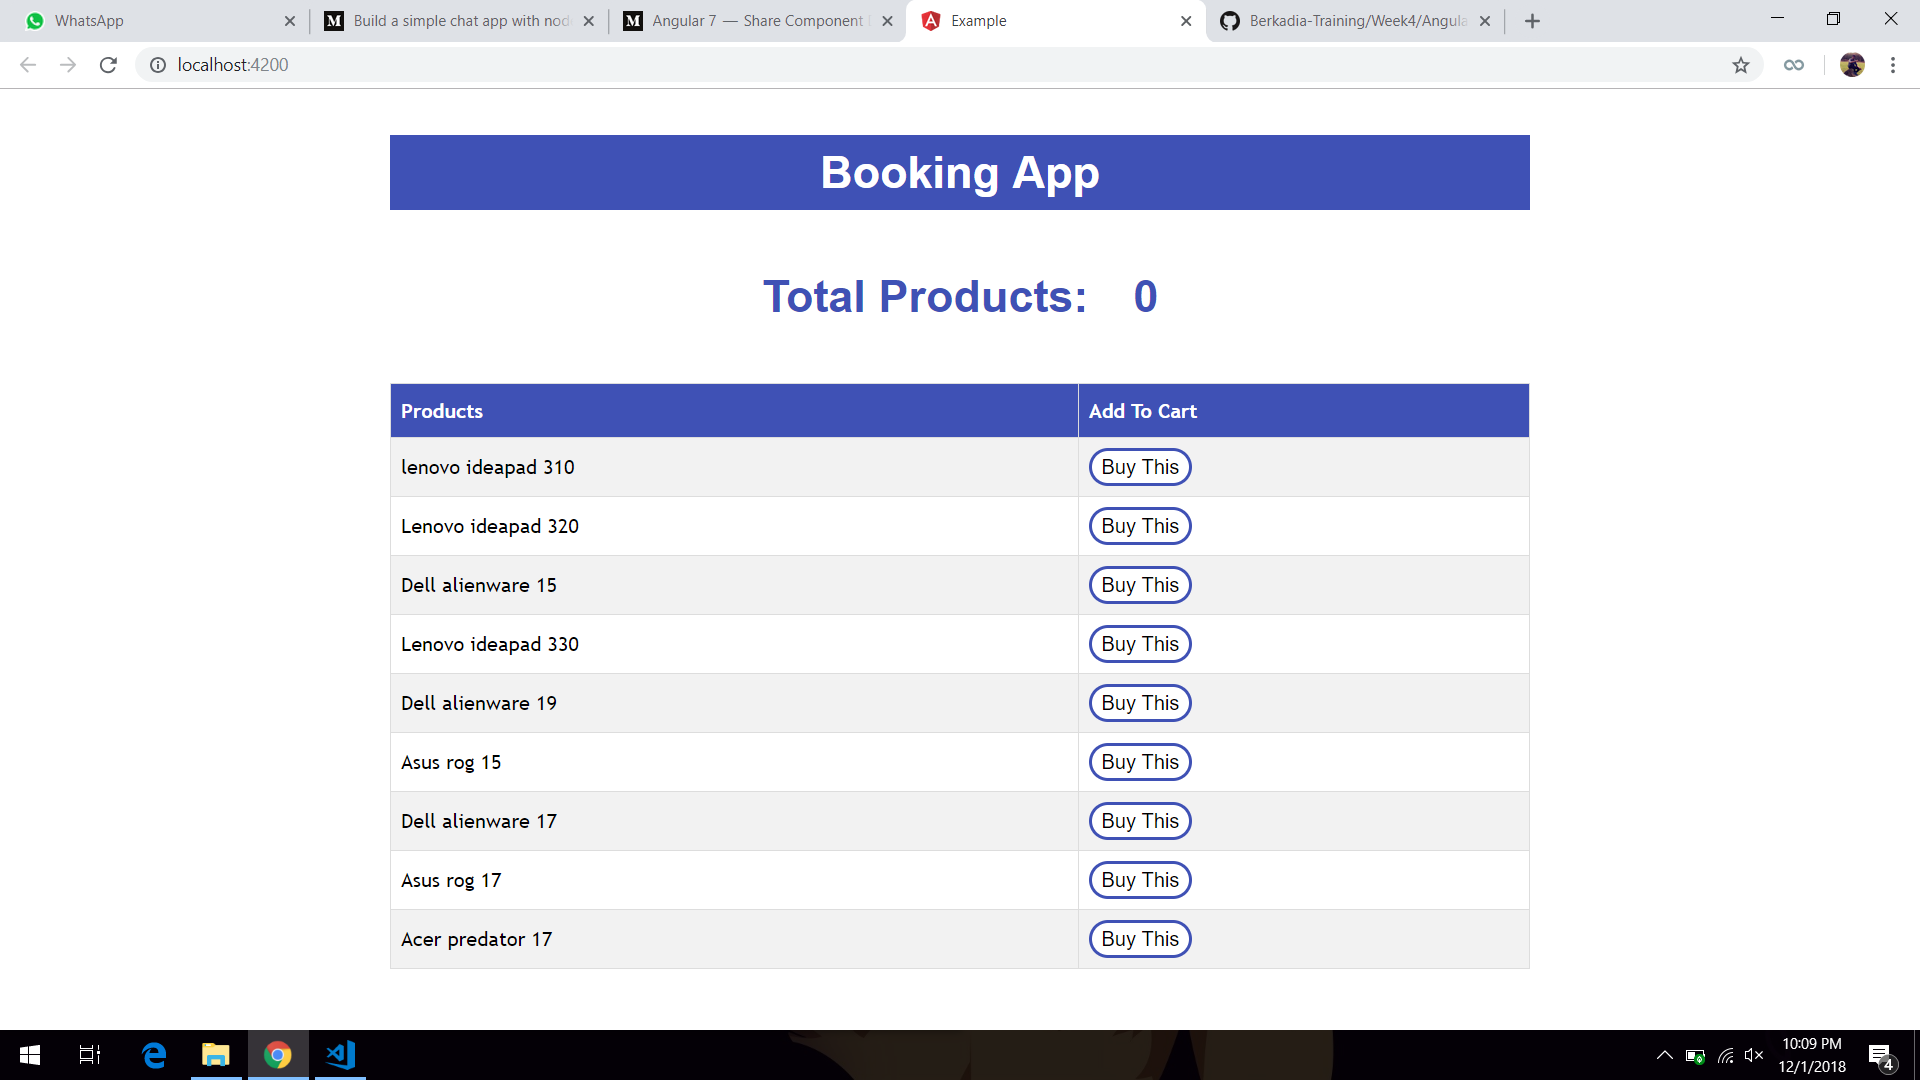 WhatsApp
Build a simple chat app with nod
Angular 7 — Share Component
Example
Berkadia-Training/Week4/Angula
localhost:4200
Booking App
Total Products: 0
Products Add To Cart
lenovo ideapad 310 Buy This
Lenovo ideapad 320 Buy This
Dell alienware 15 Buy This
Lenovo ideapad 330 Buy This
Dell alienware 19 Buy This
Asus rog 15 Buy This
Dell alienware 17 Buy This
Asus rog 17 Buy This
Acer predator 17 Buy This
10:09 PM
12/1/2018
4